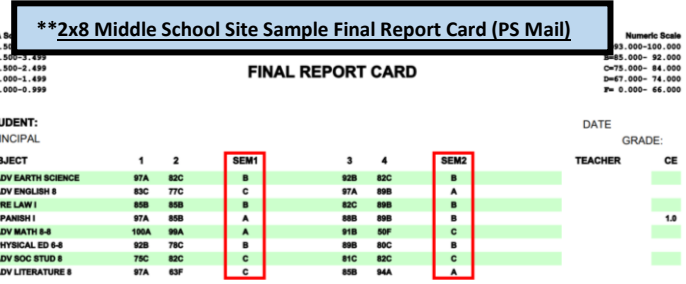 **2x8 Middle School Site Sample Final Report Card (PS Mail)
Numeric Scale
.500-3.499 B=85.000- 92.000
.500-2.499 FINAL REPORT CARD C=75.000- 84.000
.000-1.499 D=67.000- 74.000
.000-0.999 F= 0.000- 66.000
93.000-100.000
UDENT: DATE
INCIPAL GRADE:
BJECT 1 2 SEM1 3 4 SEM2 TEACHER CE
ADV EARTH SCIENCE 97A 82C B 92B 82C B
ADV ENGLISH 8 83C 77C C 97A 89B A
RE LAW I 85B 85B B 82C 89B B
PANISH I 97A 85B A 88B 89B B 1.0
ADV MATH 8-8 100A 99A A 91B 50F C
HYSICAL ED 6-8 92B 78C B 89B 80C B
ADV SOC STUD 8 75C 82C C 81C 82C C
ADV LITERATURE 8 97A 63F C 85B 94A A